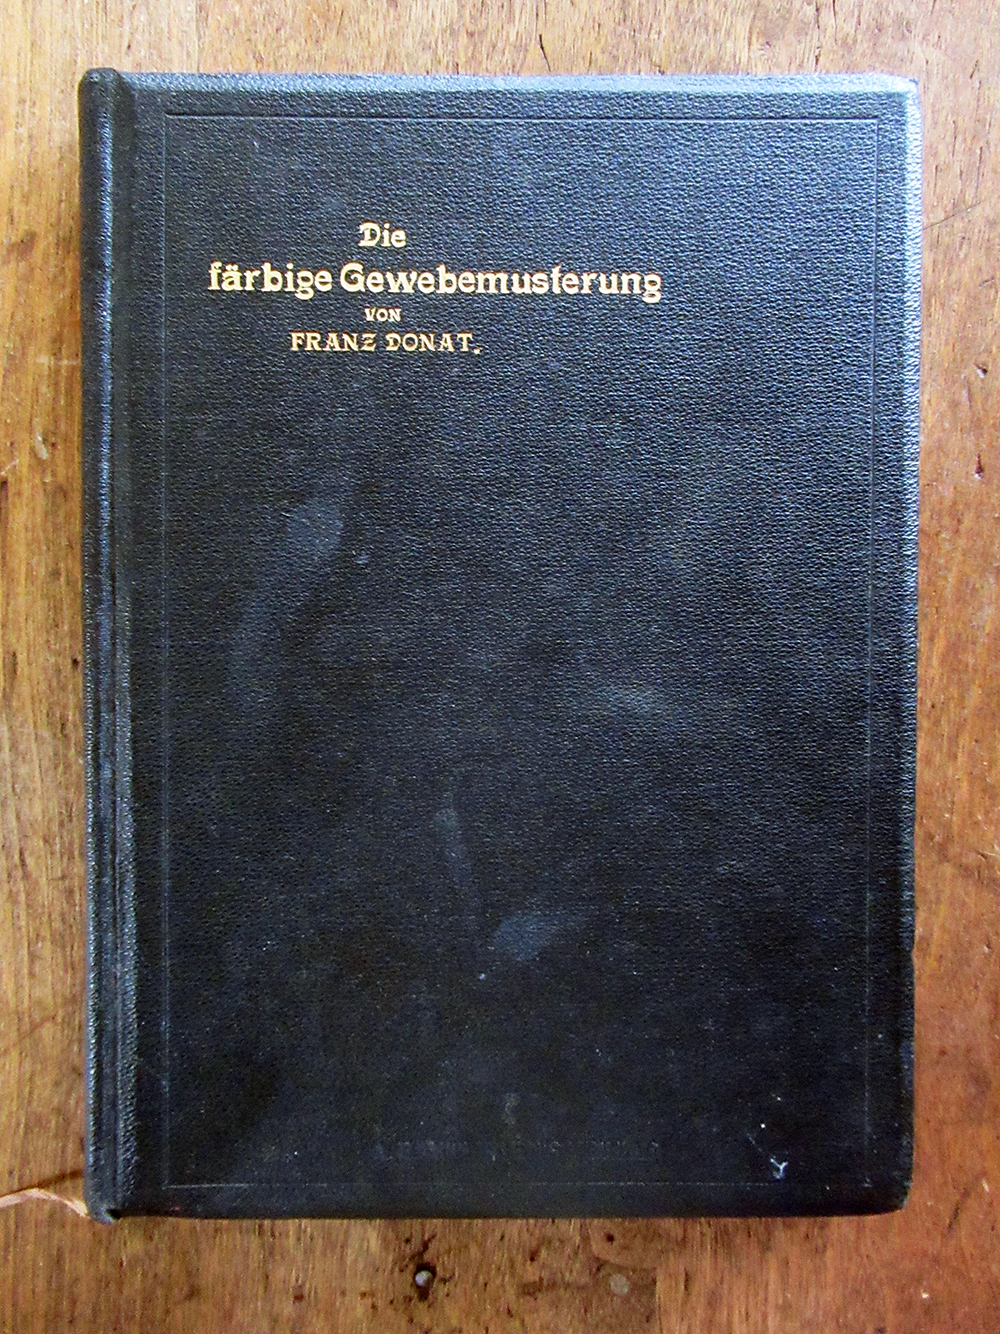 Die
färbige Gewebemusterung
VON
FRANZ DONAT.